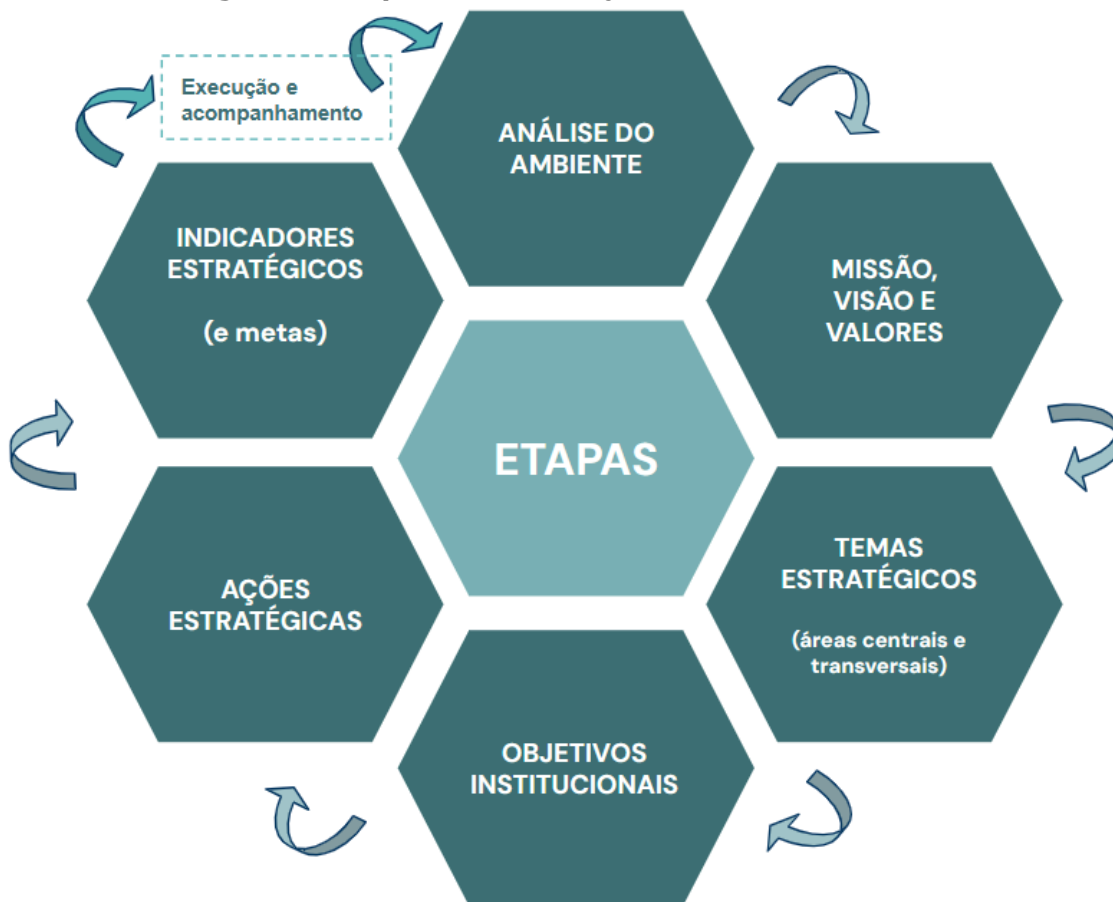 Execução e
acompanhamento
ANÁLISE DO
AMBIENTE
INDICADORES
ESTRATÉGICOS
(e metas)
MISSÃO,
VISÃO E
VALORES
ETAPAS
TEMAS
ESTRATÉGICOS
(áreas centrais e
transversais)
AÇÕES
ESTRATÉGICAS
OBJETIVOS
INSTITUCIONAIS